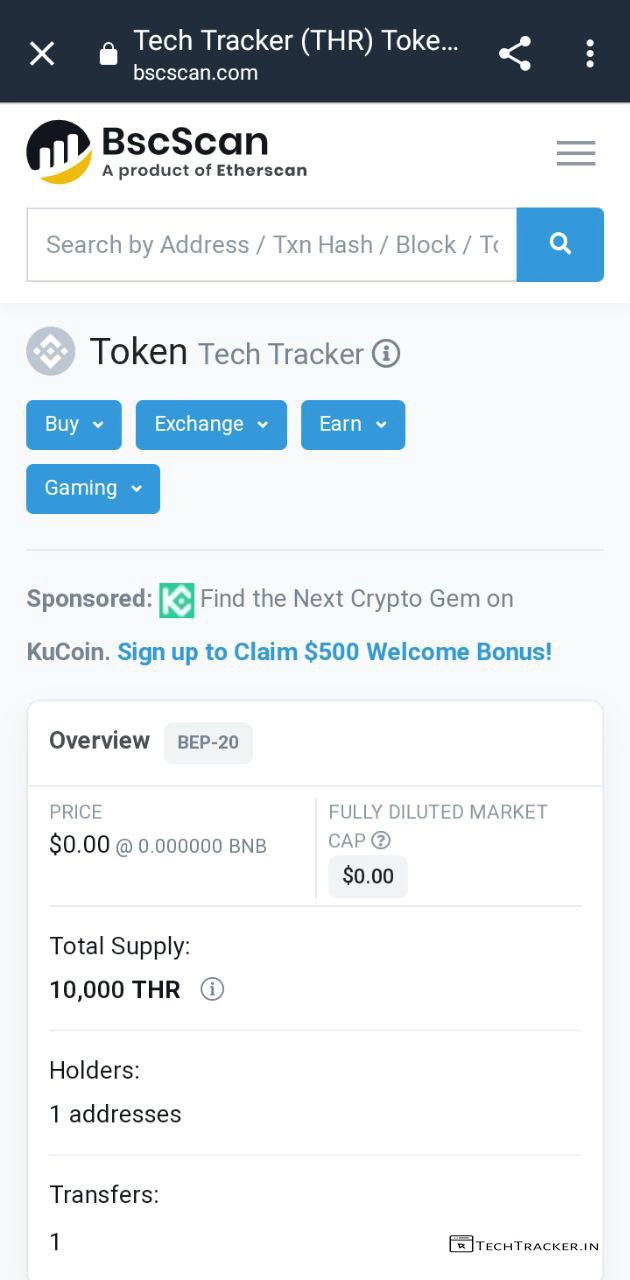 Tech Tracker (THR) Toke...
bscscan.com
BscScan
A product of Etherscan
Search by Address / Txn Hash / Block / To
Token Tech Tracker
Buy
Exchange
Earn
Gaming
Sponsored: Find the Next Crypto Gem on
KuCoin. Sign up to Claim $500 Welcome Bonus!
Overview BEP-20
PRICE
$0.00 @ 0.000000 BNB
FULLY DILUTED MARKET
CAP
$0.00
Total Supply:
10,000 THR
Holders:
1 addresses
Transfers:
1
TECHTRACKER.IN